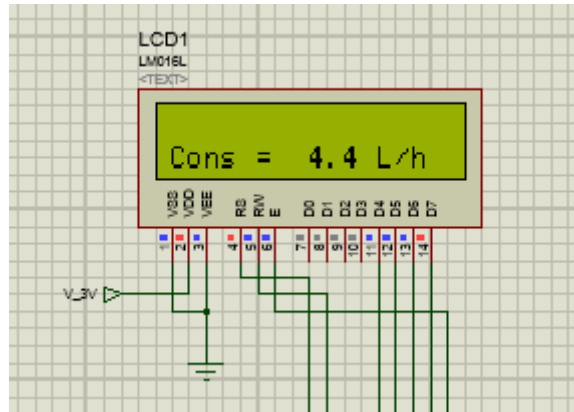 LCD1
LM016L
<TEXT>
Cons = 4.4 L/h
VSS VDD VEE RS RW E D0 D1 D2 D3 D4 D5 D6 D7
1 2 3 4 5 6 7 8 9 10 11 12 13 14
V_3V